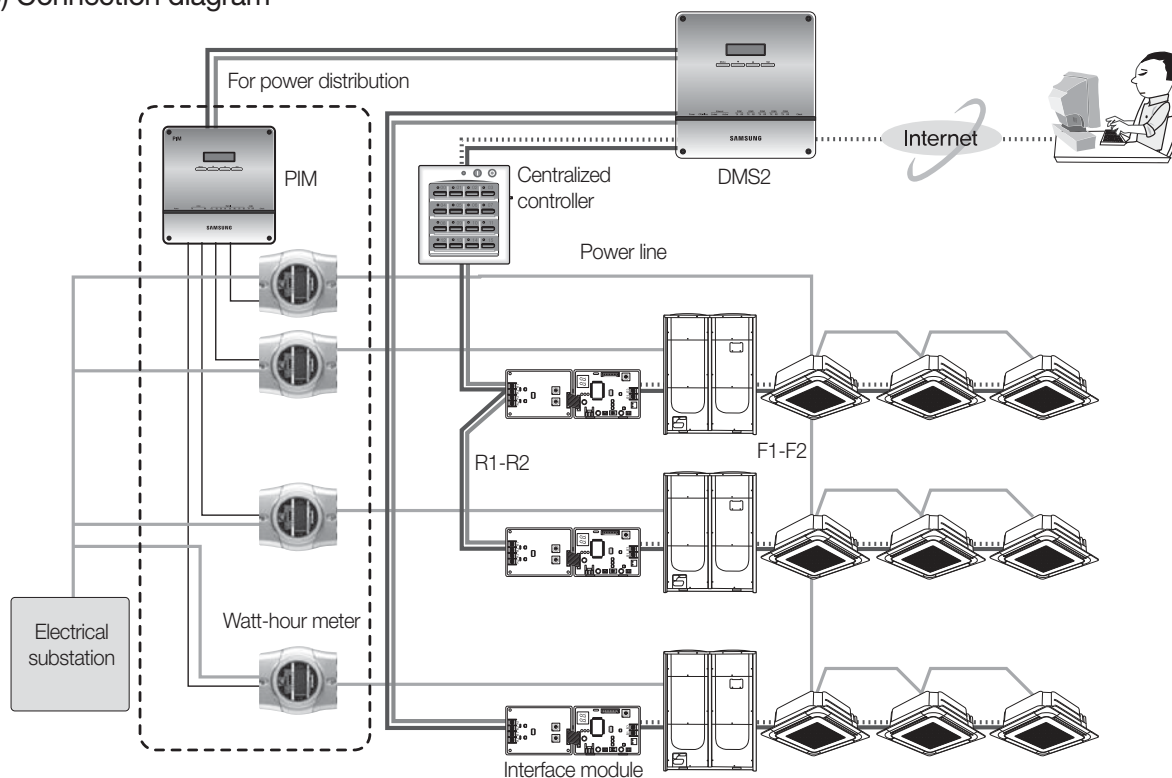 ) Connection diagram
For power distribution
PIM
SAMSUNG
PIM
SAMSUNG
DMS2
Internet
Centralized
controller
Power line
R1-R2
F1-F2
Watt-hour meter
Electrical
substation
Interface module